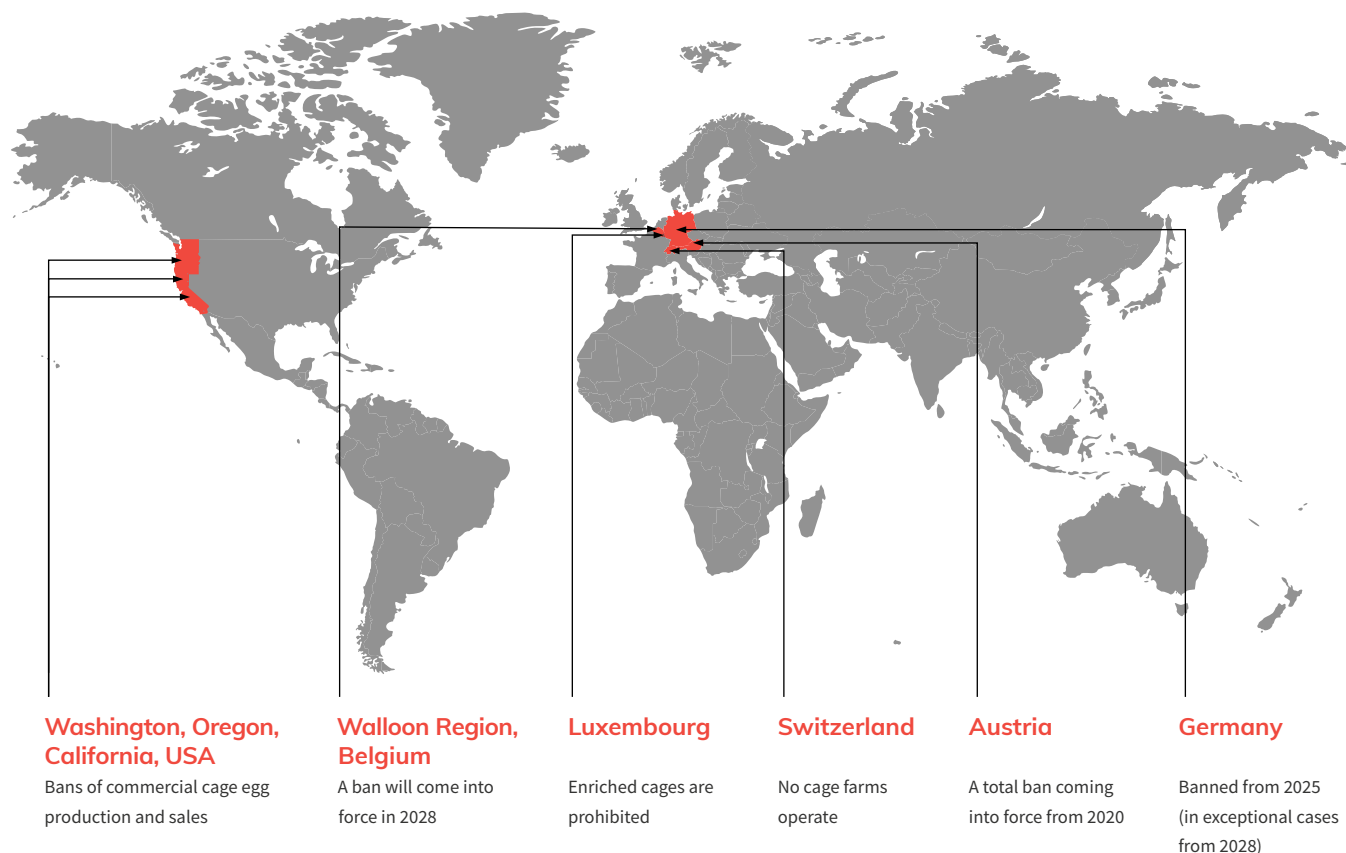 Washington, Oregon,
California, USA
Bans of commercial cage egg
production and sales
Walloon Region,
Belgium
A ban will come into
force in 2028
Luxembourg
Enriched cages are
prohibited
Switzerland
No cage farms
operate
Austria
A total ban coming
into force from 2020
Germany
Banned from 2025
(in exceptional cases
from 2028)